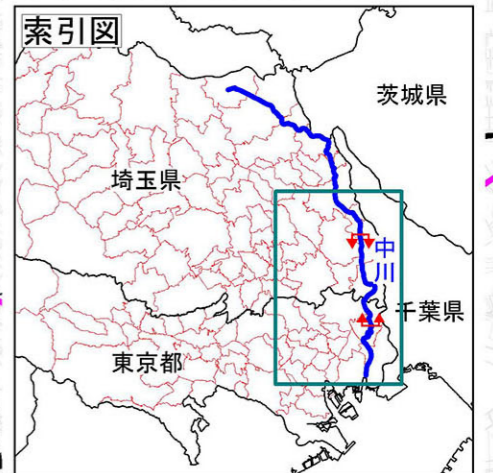 索引図
茨城県
埼玉県
中川
千葉県
東京都